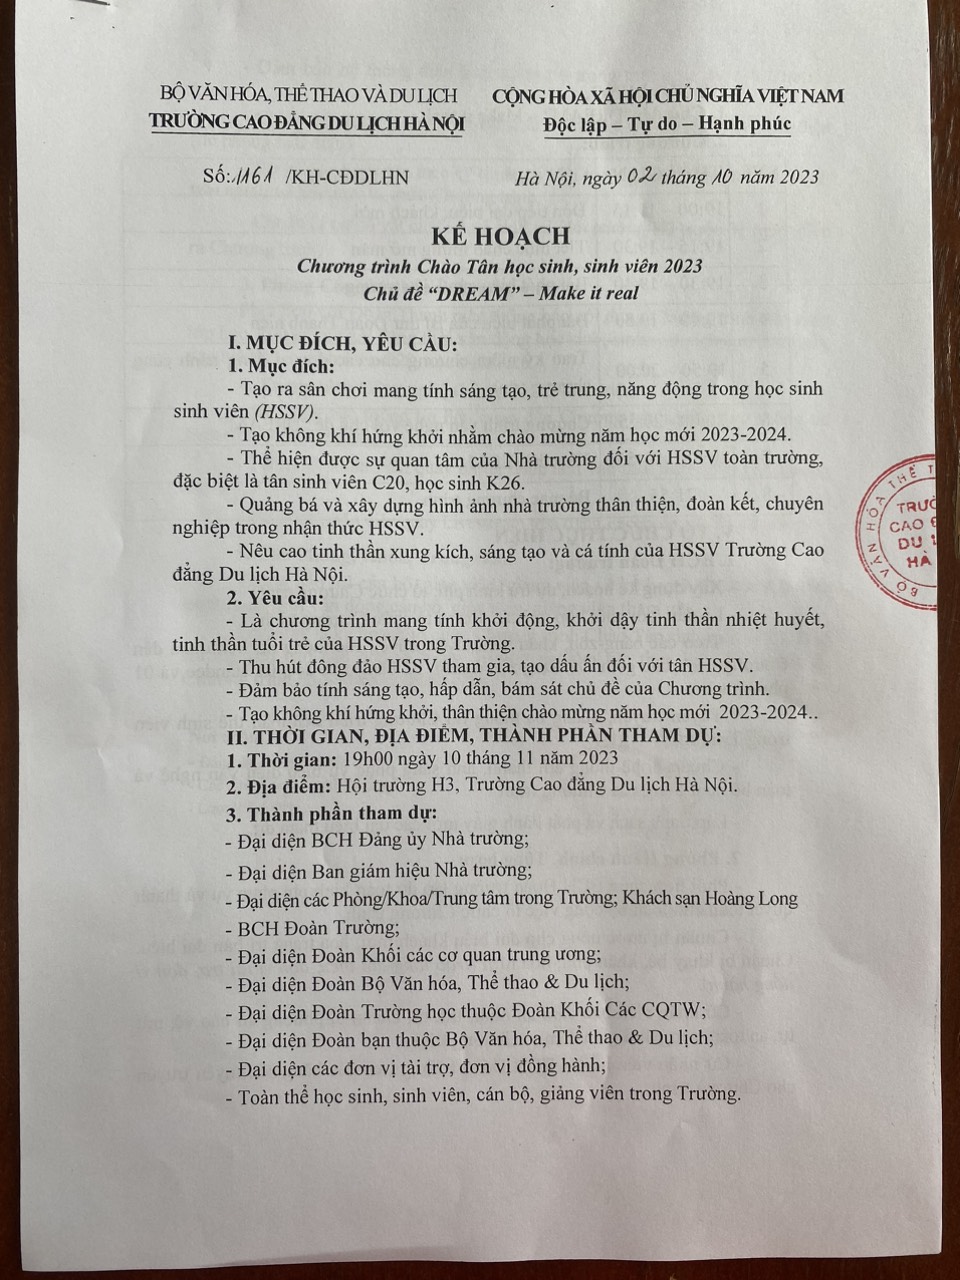 BỘ VĂN HÓA, THỂ THAO VÀ DU LỊCH
TRƯỜNG CAO ĐẲNG DU LỊCH HÀ NỘI
CỘNG HÒA XÃ HỘI CHỦ NGHĨA VIỆT NAM
Độc lập – Tự do – Hạnh phúc
Số: 1161 /KH-CĐDLHN
Hà Nội, ngày 02 tháng 10 năm 2023
KẾ HOẠCH
Chương trình Chào Tân học sinh, sinh viên 2023
Chủ đề “DREAM” – Make it real
I. MỤC ĐÍCH, YÊU CẦU:
1. Mục đích:
- Tạo ra sân chơi mang tính sáng tạo, trẻ trung, năng động trong học sinh
sinh viên (HSSV).
- Tạo không khí hứng khởi nhằm chào mừng năm học mới 2023-2024.
- Thể hiện được sự quan tâm của Nhà trường đối với HSSV toàn trường,
đặc biệt là tân sinh viên C20, học sinh K26.
- Quảng bá và xây dựng hình ảnh nhà trường thân thiện, đoàn kết, chuyên
nghiệp trong nhận thức HSSV.
- Nêu cao tinh thần xung kích, sáng tạo và cá tính của HSSV Trường Cao
đẳng Du lịch Hà Nội.
2. Yêu cầu:
- Là chương trình mang tính khởi động, khởi dậy tinh thần nhiệt huyết,
tinh thần tuổi trẻ của HSSV trong Trường.
- Thu hút đông đảo HSSV tham gia, tạo dấu ấn đối với tân HSSV.
- Đảm bảo tính sáng tạo, hấp dẫn, bám sát chủ đề của Chương trình.
- Tạo không khí hứng khởi, thân thiện chào mừng năm học mới 2023-2024..
II. THỜI GIAN, ĐỊA ĐIỂM, THÀNH PHẦN THAM DỰ:
1. Thời gian: 19h00 ngày 10 tháng 11 năm 2023
2. Địa điểm: Hội trường H3, Trường Cao đẳng Du lịch Hà Nội.
3. Thành phần tham dự:
- Đại diện BCH Đảng ủy Nhà trường;
- Đại diện Ban giám hiệu Nhà trường;
- Đại diện các Phòng/Khoa/Trung tâm trong Trường; Khách sạn Hoàng Long
- BCH Đoàn Trường;
- Đại diện Đoàn Khối các cơ quan trung ương;
- Đại diện Đoàn Bộ Văn hóa, Thể thao & Du lịch;
- Đại diện Đoàn Trường học thuộc Đoàn Khối Các CQTW;
- Đại diện Đoàn bạn thuộc Bộ Văn hóa, Thể thao & Du lịch;
- Đại diện các đơn vị tài trợ, đơn vị đồng hành;
- Toàn thể học sinh, sinh viên, cán bộ, giảng viên trong Trường.
BỘ VĂN HÓA THỂ T
TRƯỜ
CAO Đ
DU L
HÀ